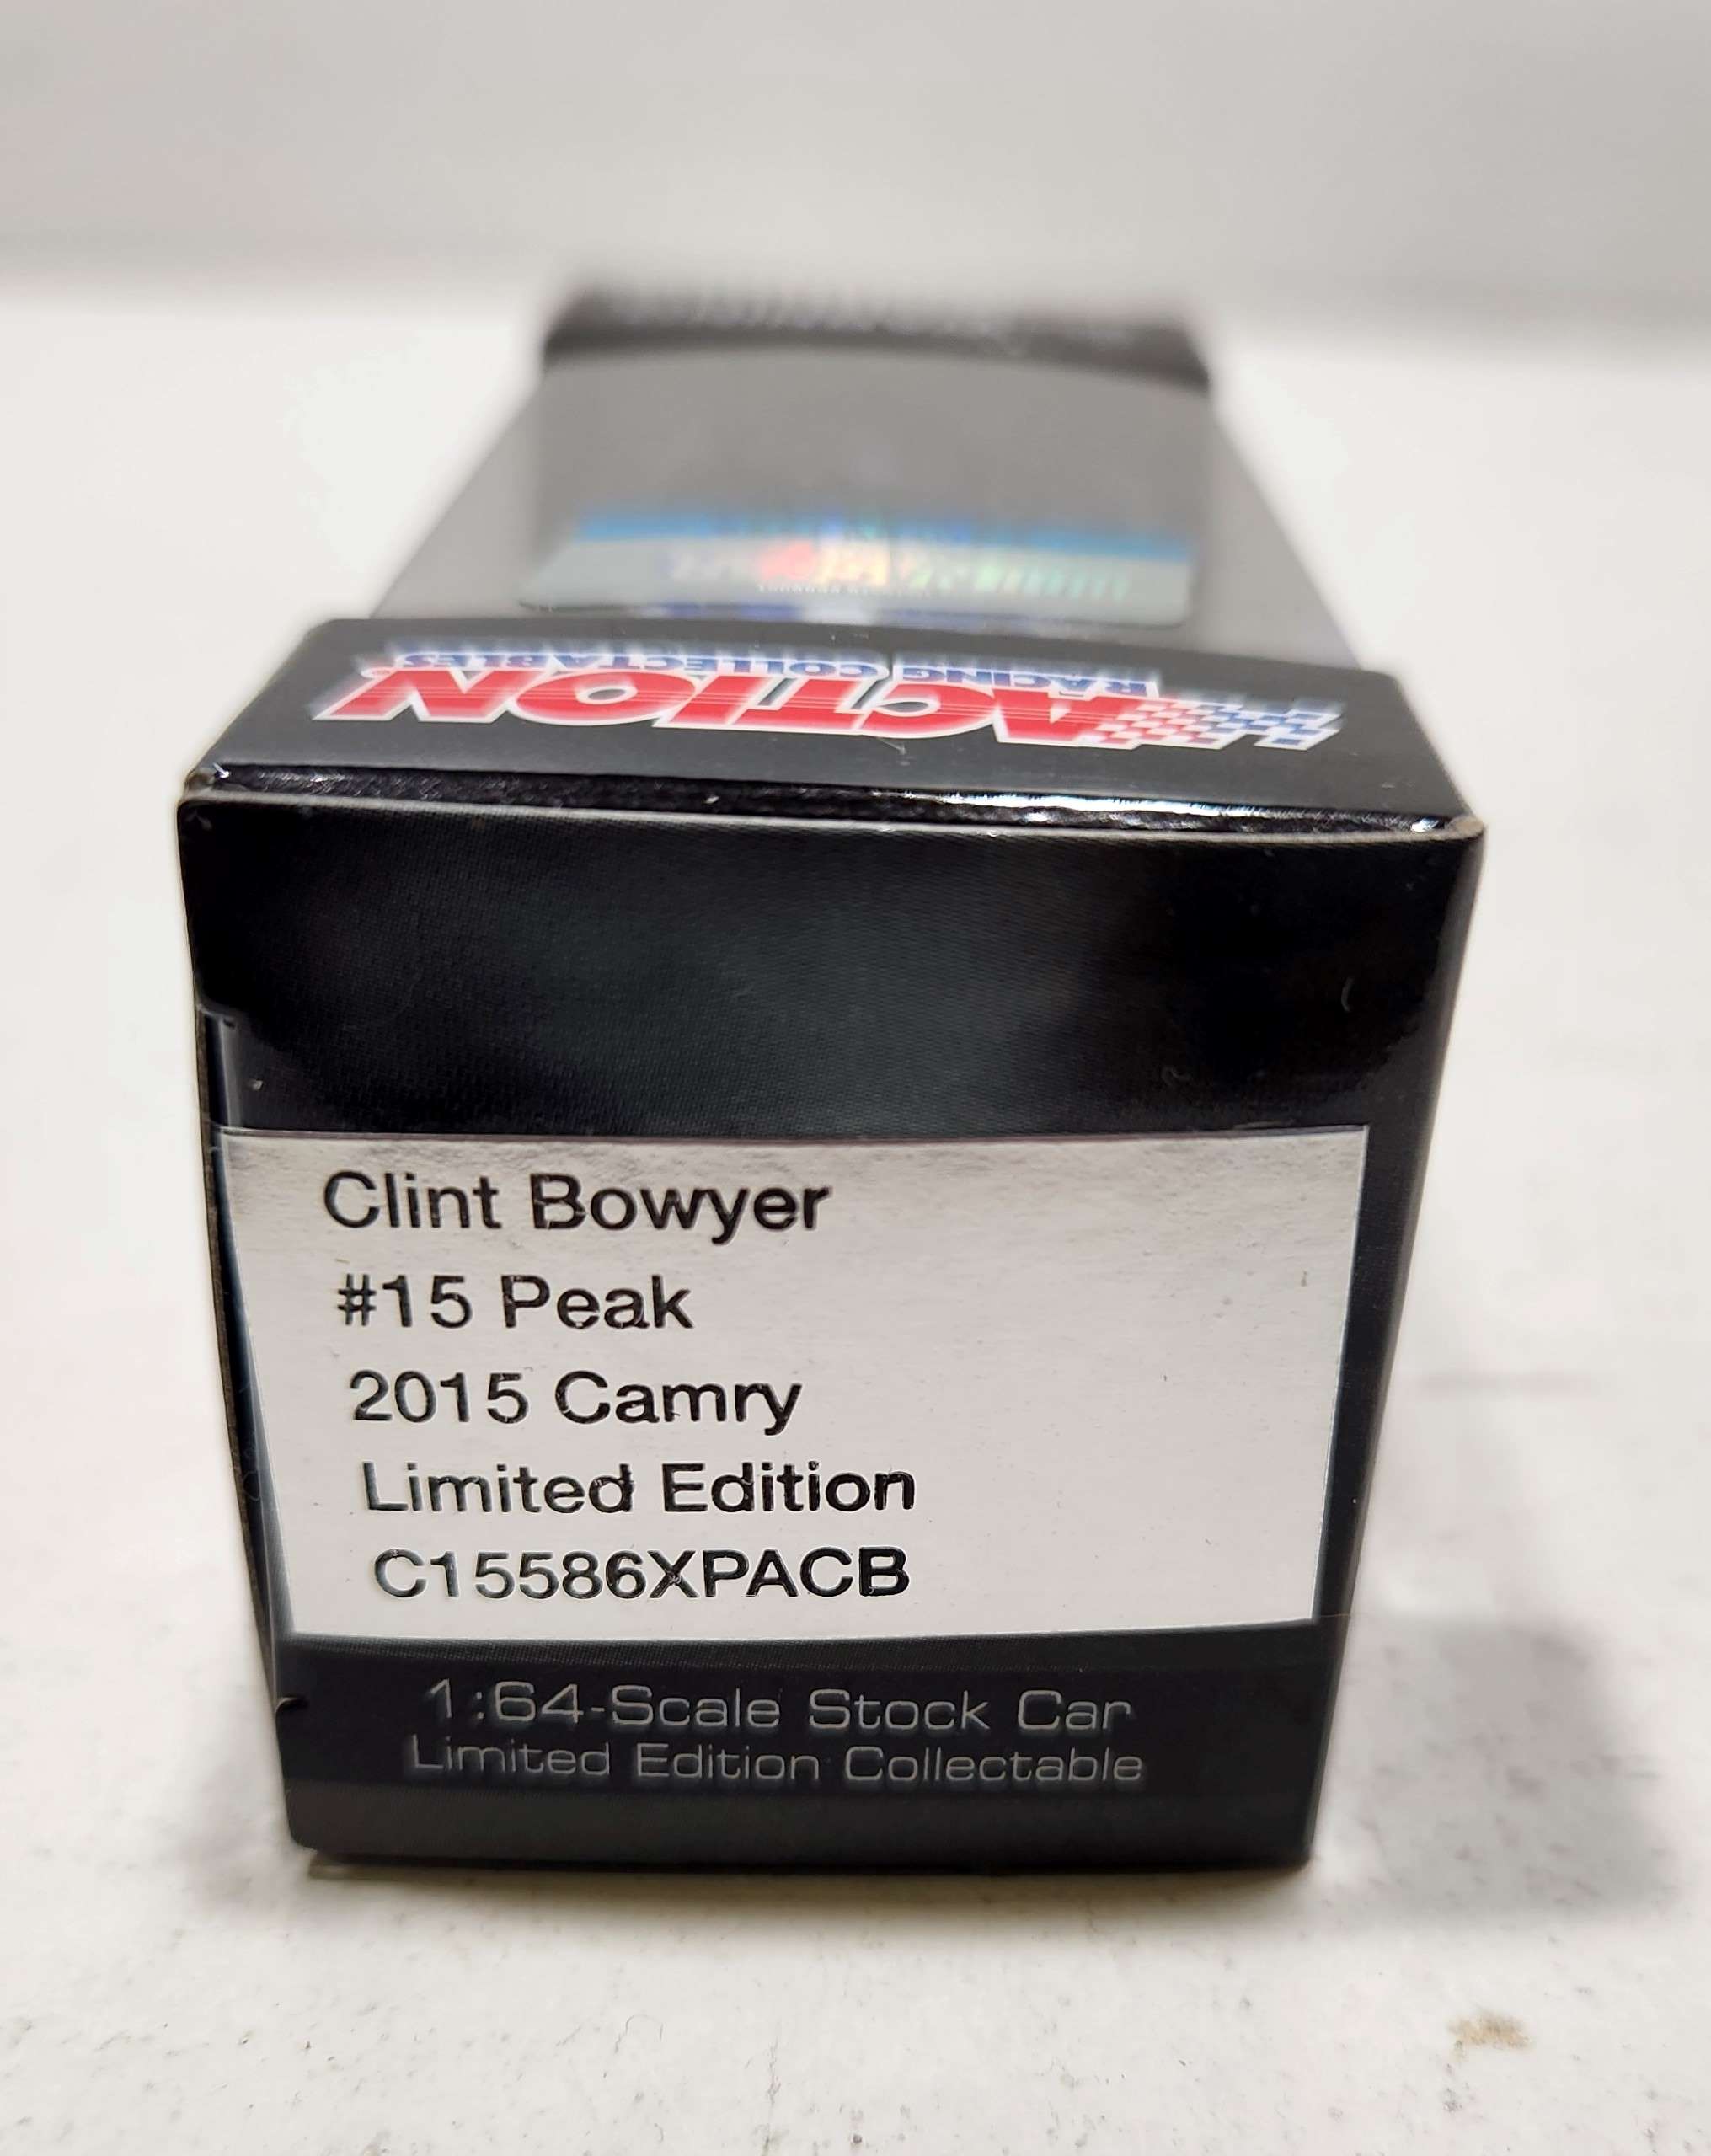 ACTION
RACING COLLECTABLES
Clint Bowyer
#15 Peak
2015 Camry
Limited Edition
C15586XPACB
1:64-Scale Stock Car
Limited Edition Collectable